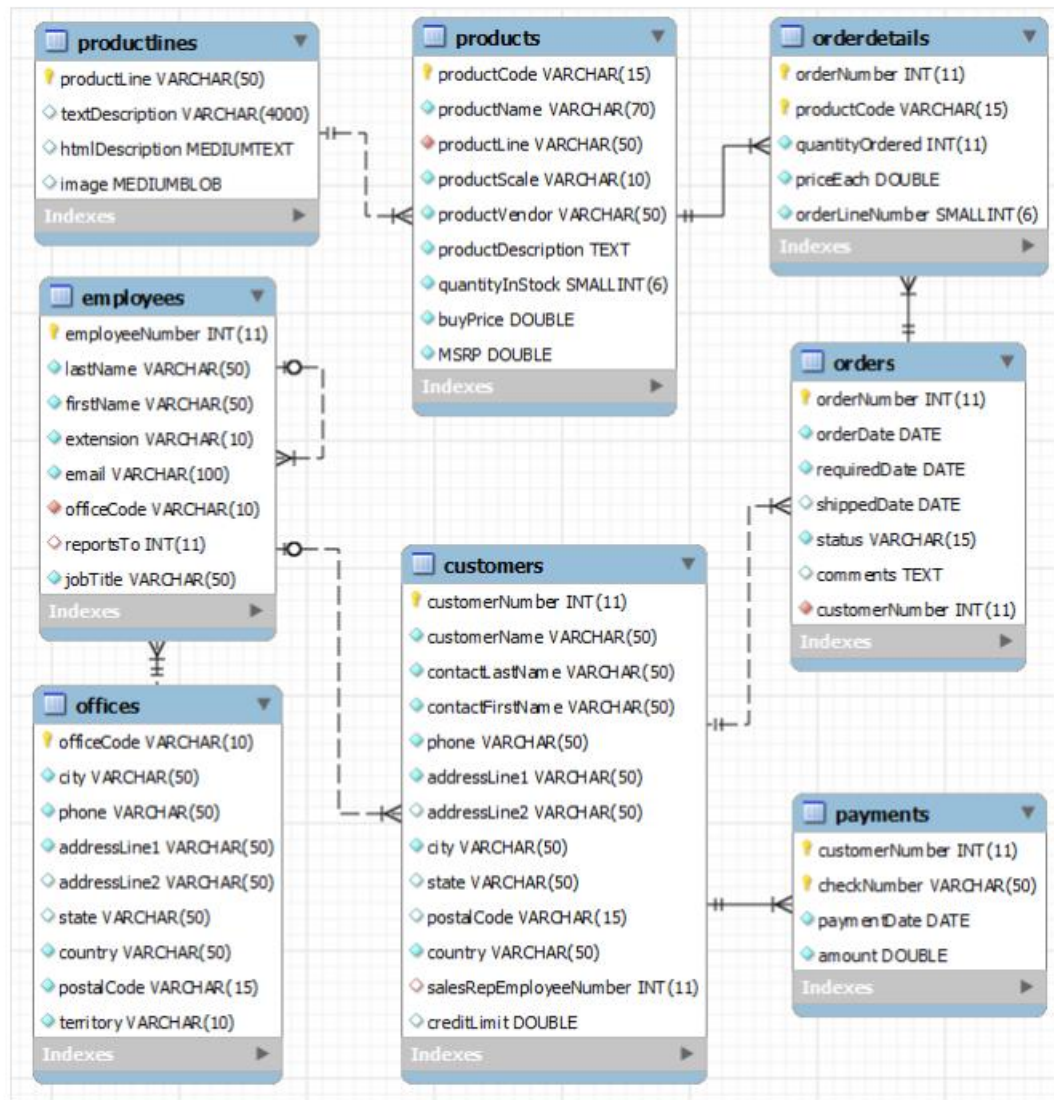 productlines
productLine VARCHAR(50)
textDescription VARCHAR(4000)
htmlDescription MEDIUMTEXT
image MEDIUMBLOB
Indexes
products
productCode VARCHAR(15)
productName VARCHAR(70)
productLine VARCHAR(50)
productScale VARCHAR(10)
productVendor VARCHAR(50)
productDescription TEXT
quantityInStock SMALLINT(6)
buyPrice DOUBLE
MSRP DOUBLE
Indexes
orderdetails
orderNumber INT(11)
productCode VARCHAR(15)
quantityOrdered INT(11)
priceEach DOUBLE
orderLineNumber SMALLINT(6)
Indexes
employees
employeeNumber INT(11)
lastName VARCHAR(50)
firstName VARCHAR(50)
extension VARCHAR(10)
email VARCHAR(100)
officeCode VARCHAR(10)
reportsTo INT(11)
jobTitle VARCHAR(50)
Indexes
orders
orderNumber INT(11)
orderDate DATE
requiredDate DATE
shippedDate DATE
status VARCHAR(15)
comments TEXT
customerNumber INT(11)
Indexes
customers
customerNumber INT(11)
customerName VARCHAR(50)
contactLastName VARCHAR(50)
contactFirstName VARCHAR(50)
phone VARCHAR(50)
addressLine1 VARCHAR(50)
addressLine2 VARCHAR(50)
city VARCHAR(50)
state VARCHAR(50)
postalCode VARCHAR(15)
country VARCHAR(50)
salesRepEmployeeNumber INT(11)
creditLimit DOUBLE
Indexes
offices
officeCode VARCHAR(10)
city VARCHAR(50)
phone VARCHAR(50)
addressLine1 VARCHAR(50)
addressLine2 VARCHAR(50)
state VARCHAR(50)
country VARCHAR(50)
postalCode VARCHAR(15)
territory VARCHAR(10)
Indexes
payments
customerNumber INT(11)
checkNumber VARCHAR(50)
paymentDate DATE
amount DOUBLE
Indexes